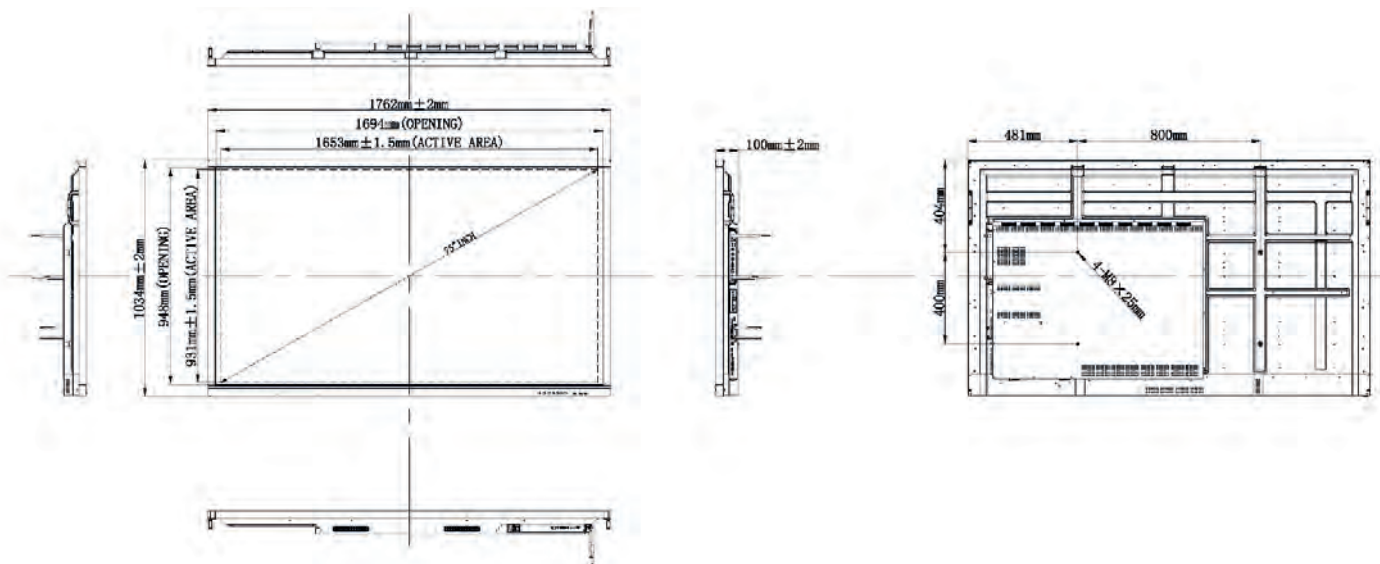 1762mm±2mm
1694mm(OPENING)
1653mm±1.5mm(ACTIVE AREA)
1034mm±2mm
948mm(OPENING)
931mm±1.5mm(ACTIVE AREA)
75"INCH
100mm±2mm
481mm
800mm
404mm
400mm
4-M8×25mm